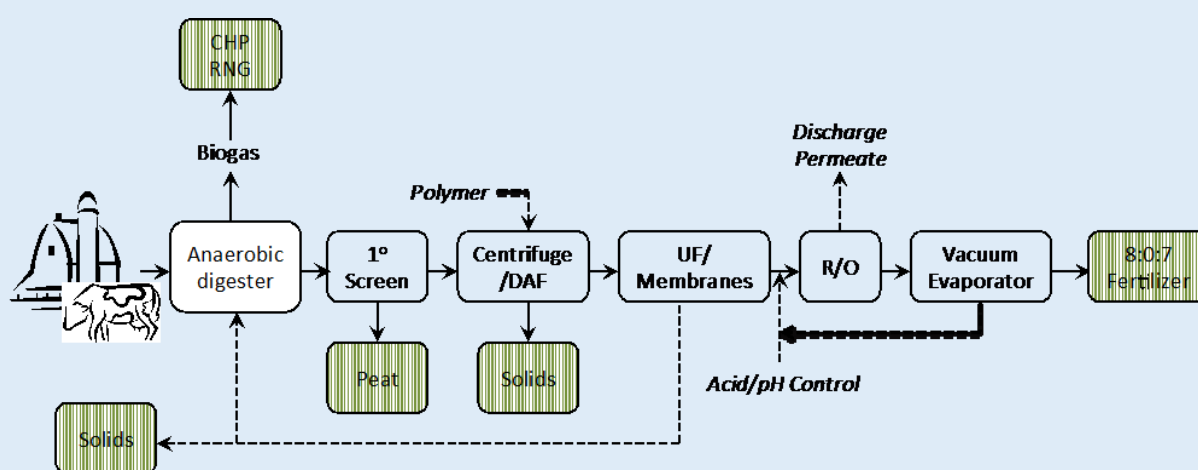 CHP
RNG
Biogas
Discharge
Permeate
Polymer
Anaerobic
digester
1°
Screen
Centrifuge
/DAF
UF/
Membranes
R/O
Vacuum
Evaporator
8:0:7
Fertilizer
Peat
Solids
Acid/pH Control
Solids